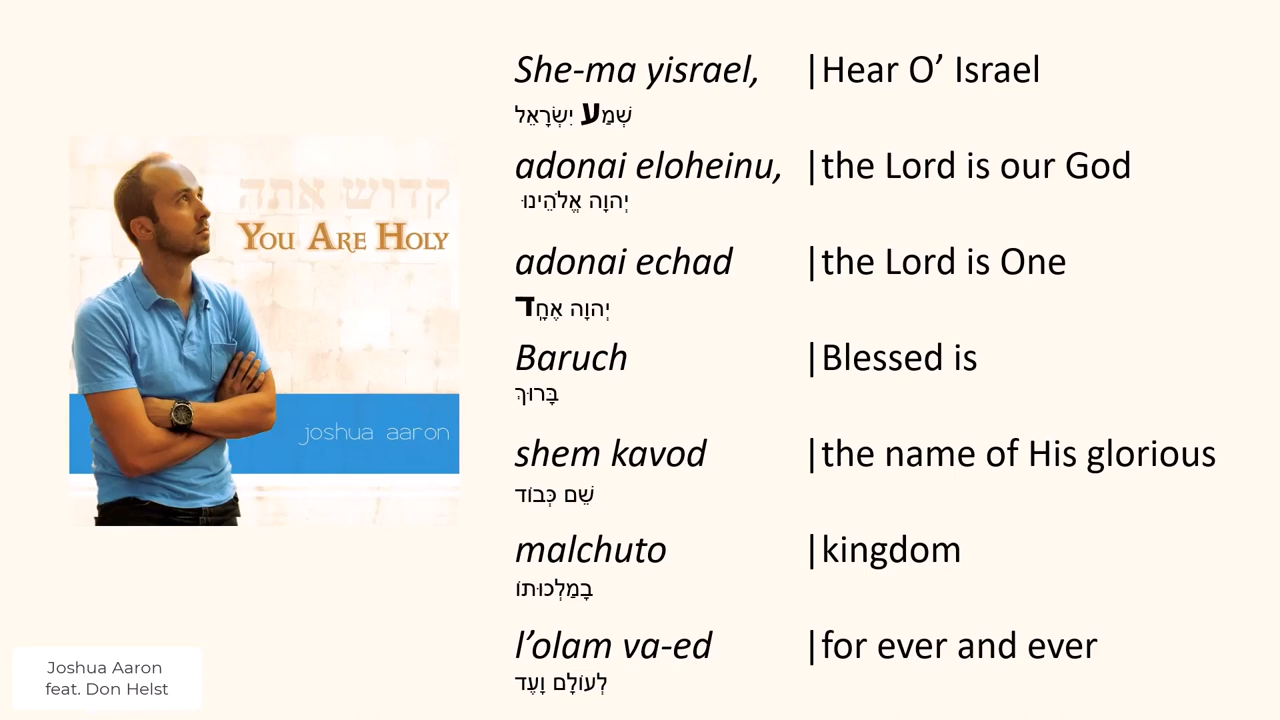 קדוש אתה
You Are Holy
joshua aaron
She-ma yisrael, |Hear O’ Israel
שְׁמַע יִשְׂרָאֵל
adonai eloheinu, |the Lord is our God
יְהוָה אֱלֹהֵינוּ
adonai echad |the Lord is One
יְהוָה אֶחָֽד
Baruch |Blessed is
בָּרוּךְ
shem kavod |the name of His glorious
שֵׁם כְּבוֹד
malchuto |kingdom
בָמַלְכוּתוֹ
l’olam va-ed |for ever and ever
לְעוֹלָם וָעֶד
Joshua Aaron
feat. Don Helst